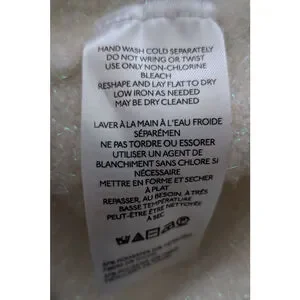 HAND WASH COLD SEPARATELY
DO NOT WRING OR TWIST
USE ONLY NON-CHLORINE
BLEACH
RESHAPE AND LAY FLAT TO DRY
LOW IRON AS NEEDED
MAY BE DRY CLEANED
LAVER À LA MAIN À L'EAU FROIDE
SÉPARÉMEN
NE PAS TORDRE OU ESSORER
UTILISER UN AGENT DE
BLANCHIMENT SANS CHLORE SI
NÉCESSAIRE
METTRE EN FORME ET SECHER
À PLAT
REPASSER, AU BESOIN, À TRÈS
BASSE TEMPÉRATURE
PEUT-ÊTRE ÊTRE NETTOYÉE
À SEC